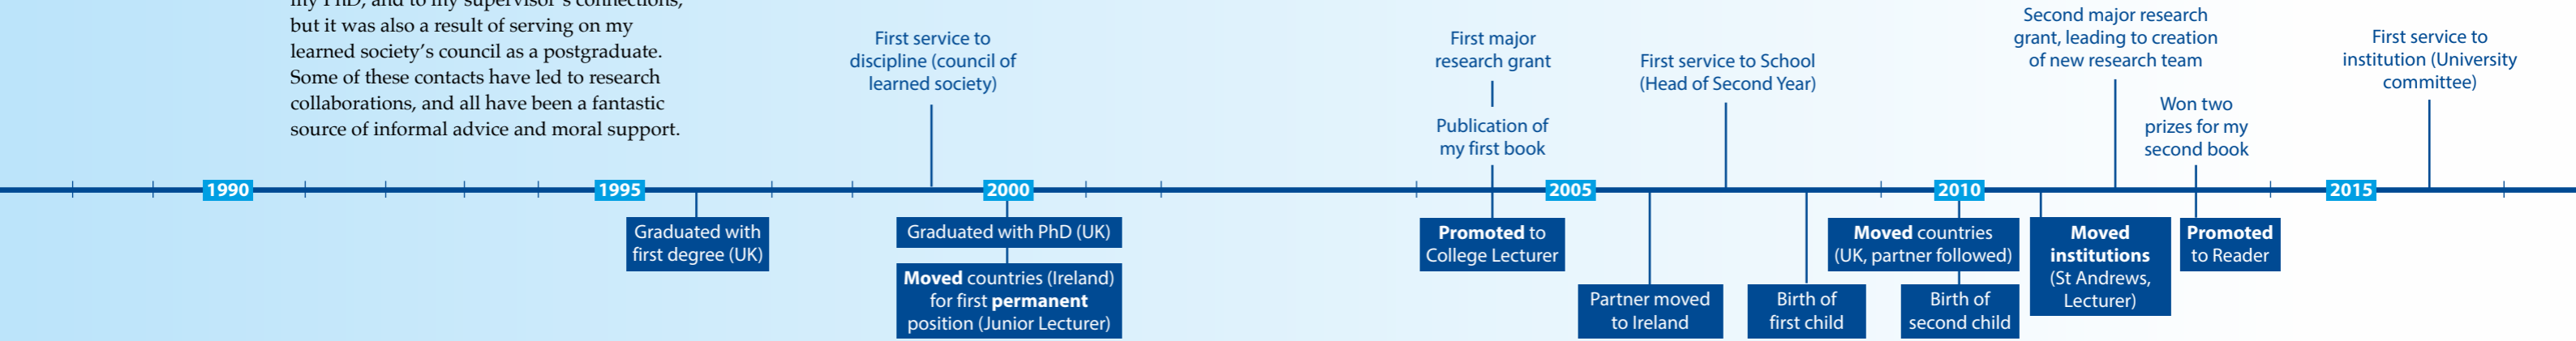 my PhD, and to my supervisor's connections,
but it was also a result of serving on my
learned society's council as a postgraduate.
Some of these contacts have led to research
collaborations, and all have been a fantastic
source of informal advice and moral support.
First service to
discipline (council of
learned society)
First major
research grant
Publication of
my first book
First service to School
(Head of Second Year)
Second major research
grant, leading to creation
of new research team
Won two
prizes for my
second book
First service to
institution (University
committee)
1990
1995
2000
2005
2010
2015
Graduated with
first degree (UK)
Graduated with PhD (UK)
Moved countries (Ireland)
for first permanent
position (Junior Lecturer)
Promoted to
College Lecturer
Partner moved
to Ireland
Birth of
first child
Moved countries
(UK, partner followed)
Birth of
second child
Moved
institutions
(St Andrews,
Lecturer)
Promoted
to Reader